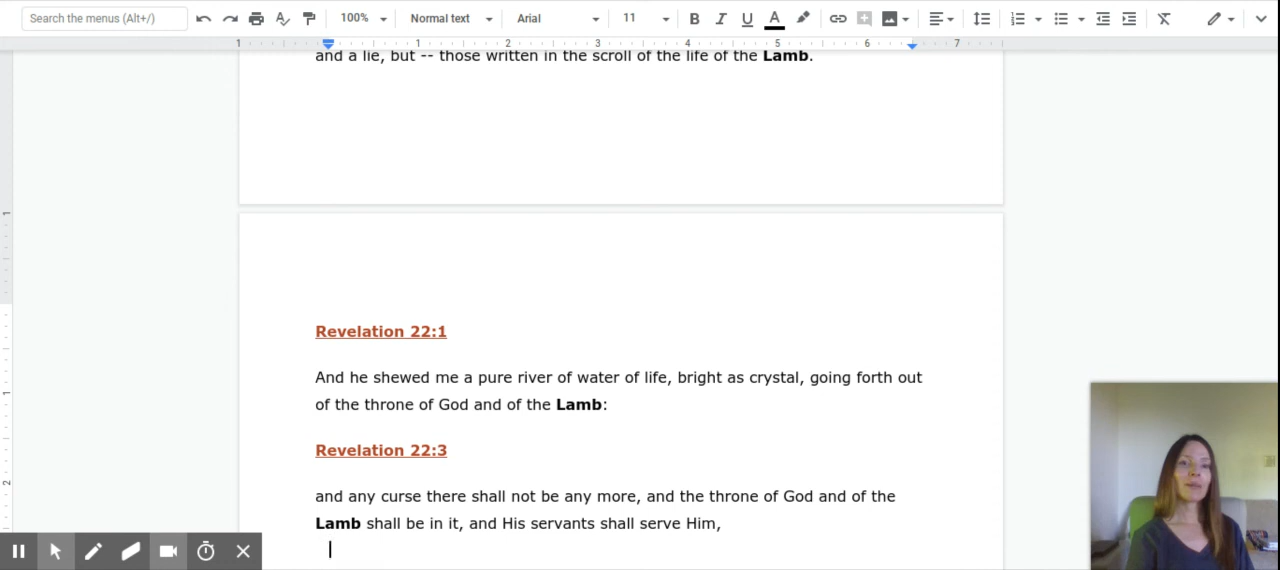 Search the menus (Alt+/) 100% Normal text Arial 11 B I U A
1 1 2 3 4 5 6 7
and a lie, but -- those written in the scroll of the life of the Lamb.
1
Revelation 22:1
And he shewed me a pure river of water of life, bright as crystal, going forth out
of the throne of God and of the Lamb:
1
Revelation 22:3
2
and any curse there shall not be any more, and the throne of God and of the
Lamb shall be in it, and His servants shall serve Him,